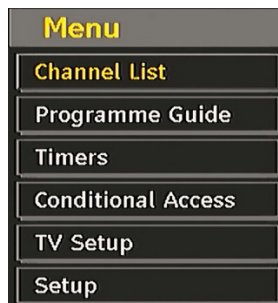 Menu
Channel List
Programme Guide
Timers
Conditional Access
TV Setup
Setup